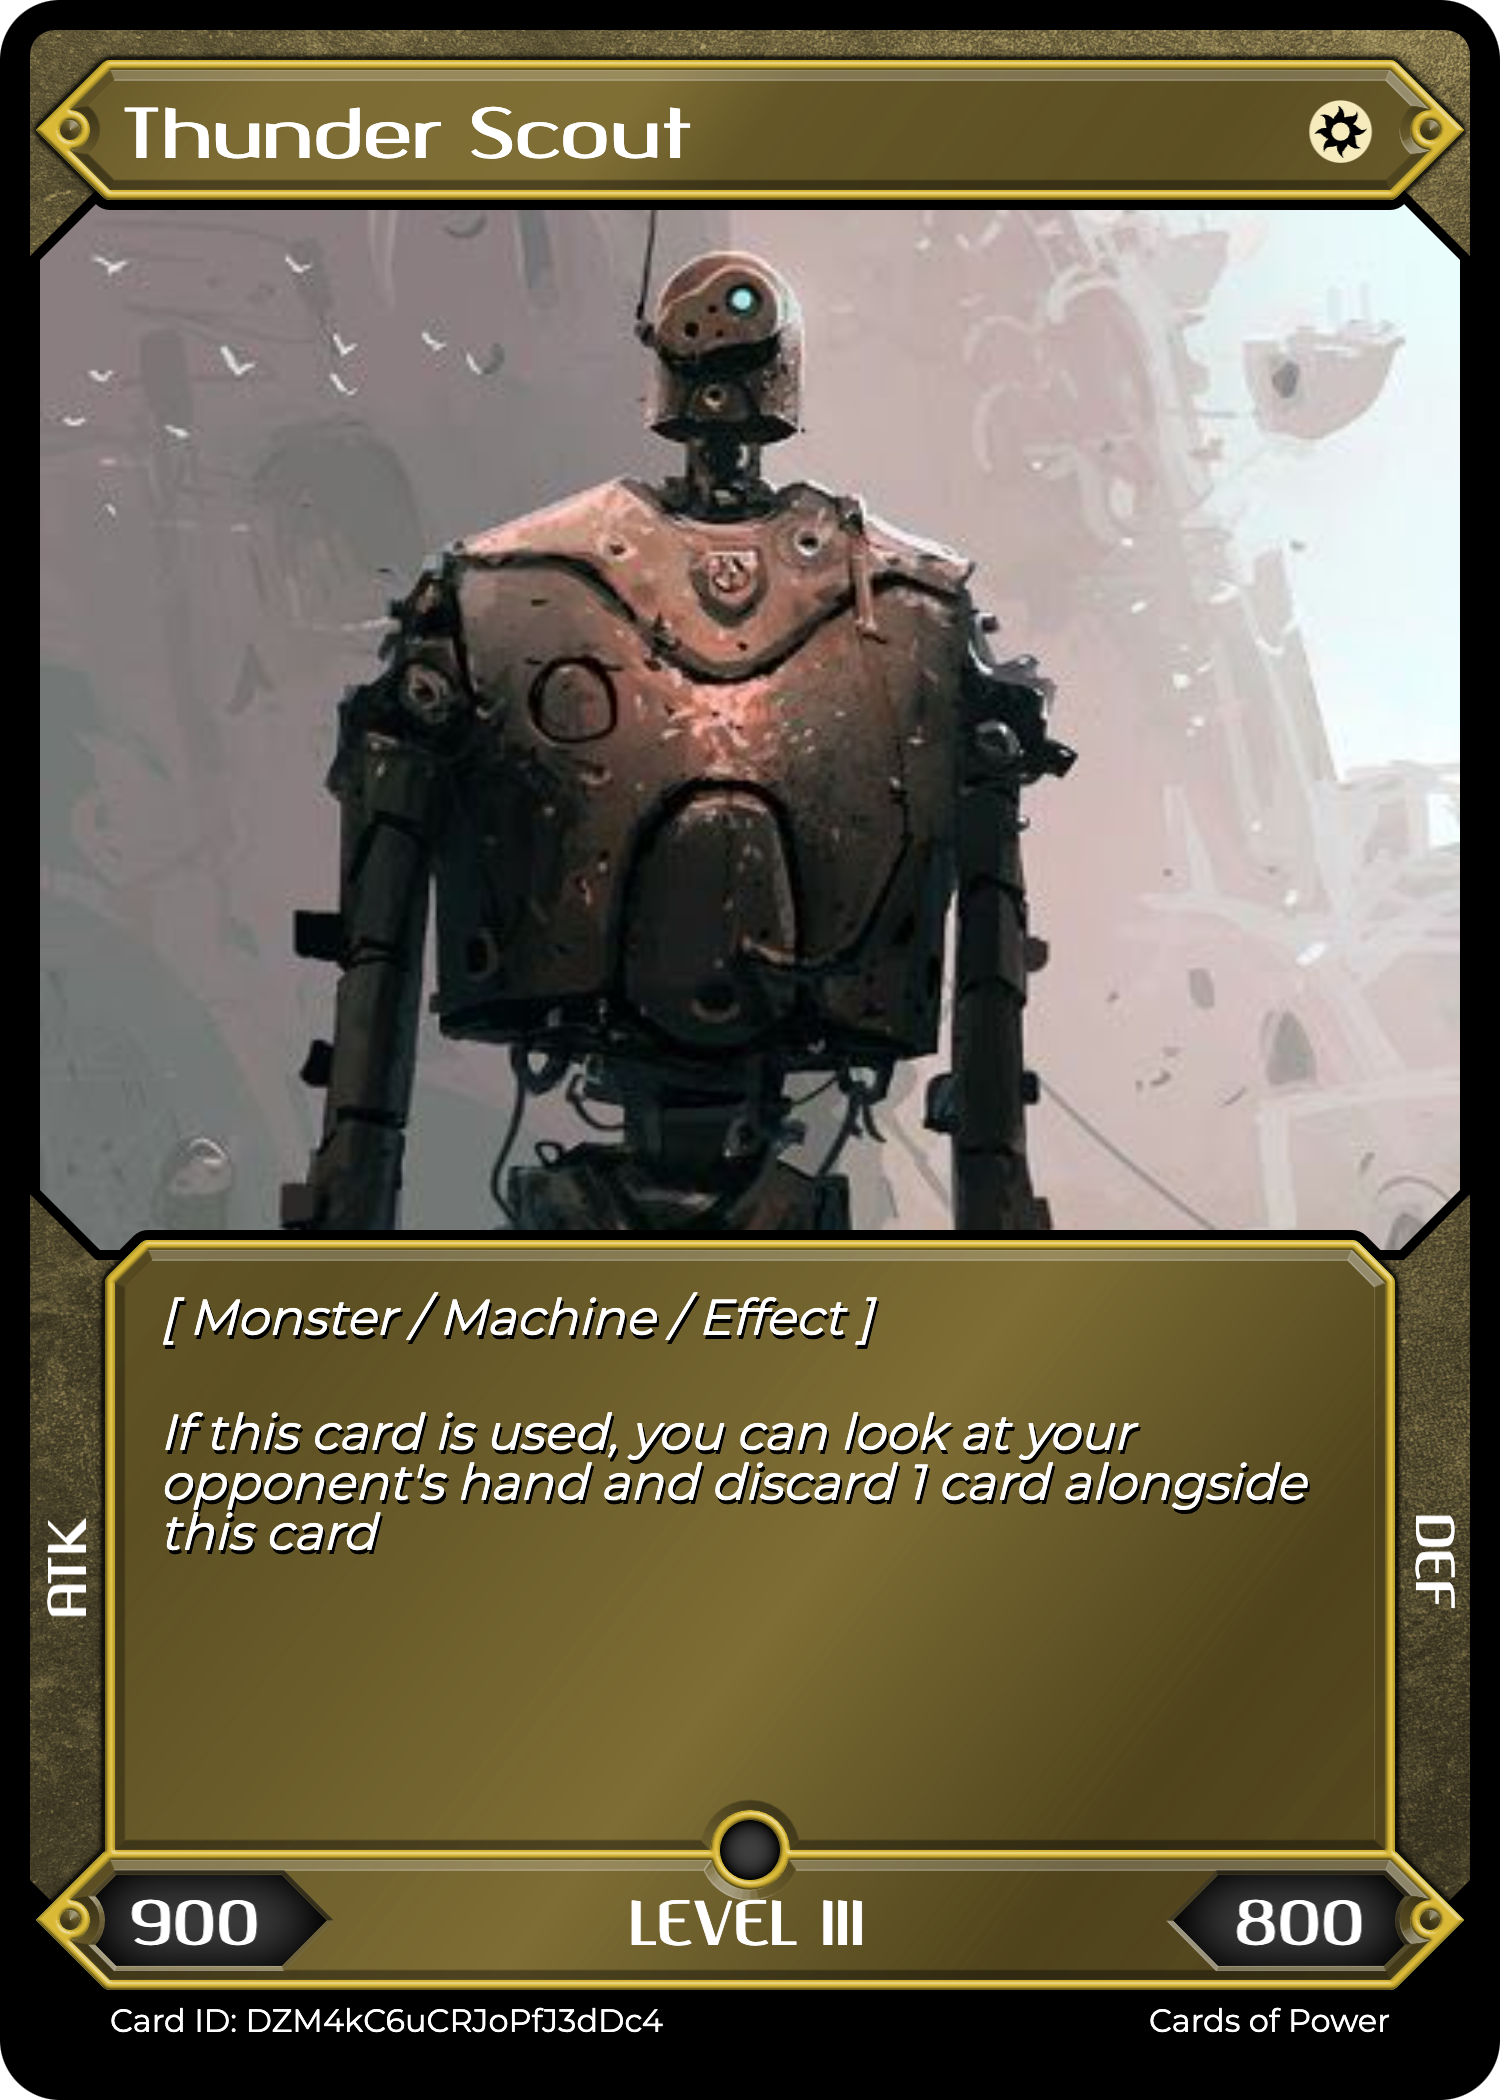 Thunder Scout
[ Monster / Machine / Effect ]
If this card is used, you can look at your
opponent's hand and discard 1 card alongside
this card
ATK
DEF
900
LEVEL III
800
Card ID: DZM4kC6uCRJoPfJ3dDc4
Cards of Power